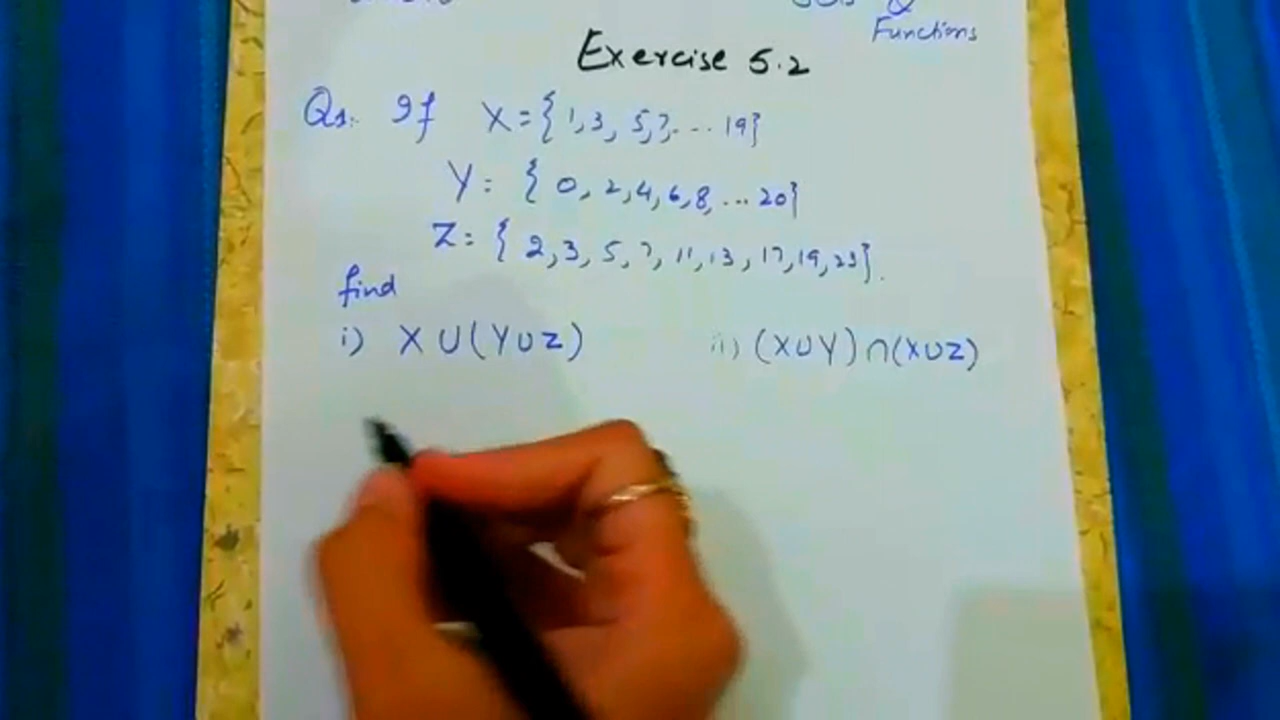 Functions
Exercise 5.2
Q1. If X = { 1,3, 5,7, ... 19}
Y = { 0, 2,4,6,8, ... 20}
Z = { 2,3, 5,7, 11,13, 17,19,23}.
find
i) X∪(Y∪Z) ii) (X∪Y)∩(X∪Z)